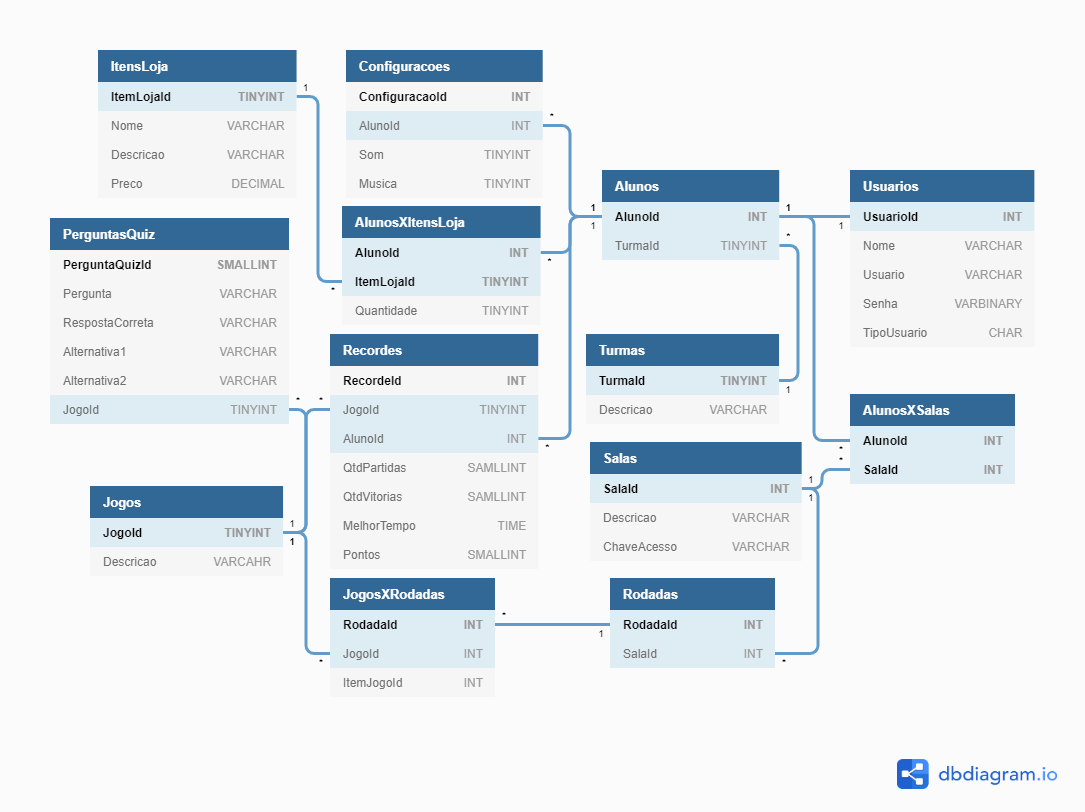 ItensLoja
ItemLojaId TINYINT
Nome VARCHAR
Descricao VARCHAR
Preco DECIMAL
1
*
Configuracoes
ConfiguracaoId INT
AlunoId INT
Som TINYINT
Musica TINYINT
*
AlunosXItensLoja
AlunoId INT
ItemLojaId TINYINT
Quantidade TINYINT
*
Alunos
AlunoId INT
TurmaId TINYINT
1
1
1
*
Usuarios
UsuarioId INT
Nome VARCHAR
Usuario VARCHAR
Senha VARBINARY
TipoUsuario CHAR
1
PerguntasQuiz
PerguntaQuizId SMALLINT
Pergunta VARCHAR
RespostaCorreta VARCHAR
Alternativa1 VARCHAR
Alternativa2 VARCHAR
JogoId TINYINT
*
Recordes
RecordeId INT
JogoId TINYINT
AlunoId INT
QtdPartidas SAMLLINT
QtdVitorias SAMLLINT
MelhorTempo TIME
Pontos SMALLINT
*
*
Turmas
TurmaId TINYINT
Descricao VARCHAR
1
AlunosXSalas
AlunoId INT
SalaId INT
*
*
Salas
SalaId INT
Descricao VARCHAR
ChaveAcesso VARCHAR
1
1
Jogos
JogoId TINYINT
Descricao VARCAHR
1
1
JogosXRodadas
RodadaId INT
JogoId INT
ItemJogoId INT
*
*
Rodadas
RodadaId INT
SalaId INT
1
*
dbdiagram.io